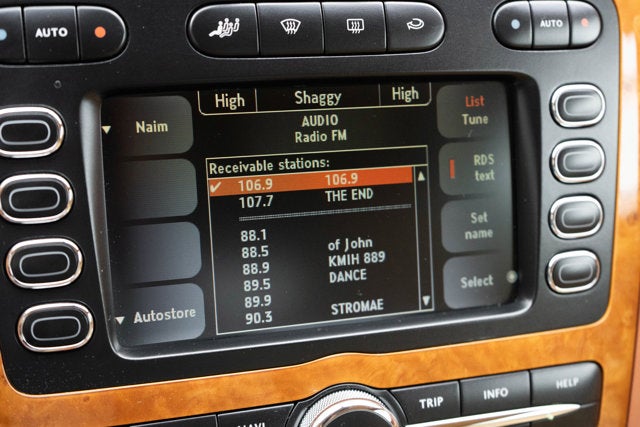 AUTO
AUTO
High Shaggy High
List
Tune
Naim
AUDIO
Radio FM
RDS
text
Receivable stations:
✔ 106.9 106.9
107.7 THE END
88.1
88.5 of John
88.9 KMIH 889
89.5 DANCE
89.9
90.3 STROMAE
Set
name
Select
Autostore
NAVI
TRIP
INFO
HELP